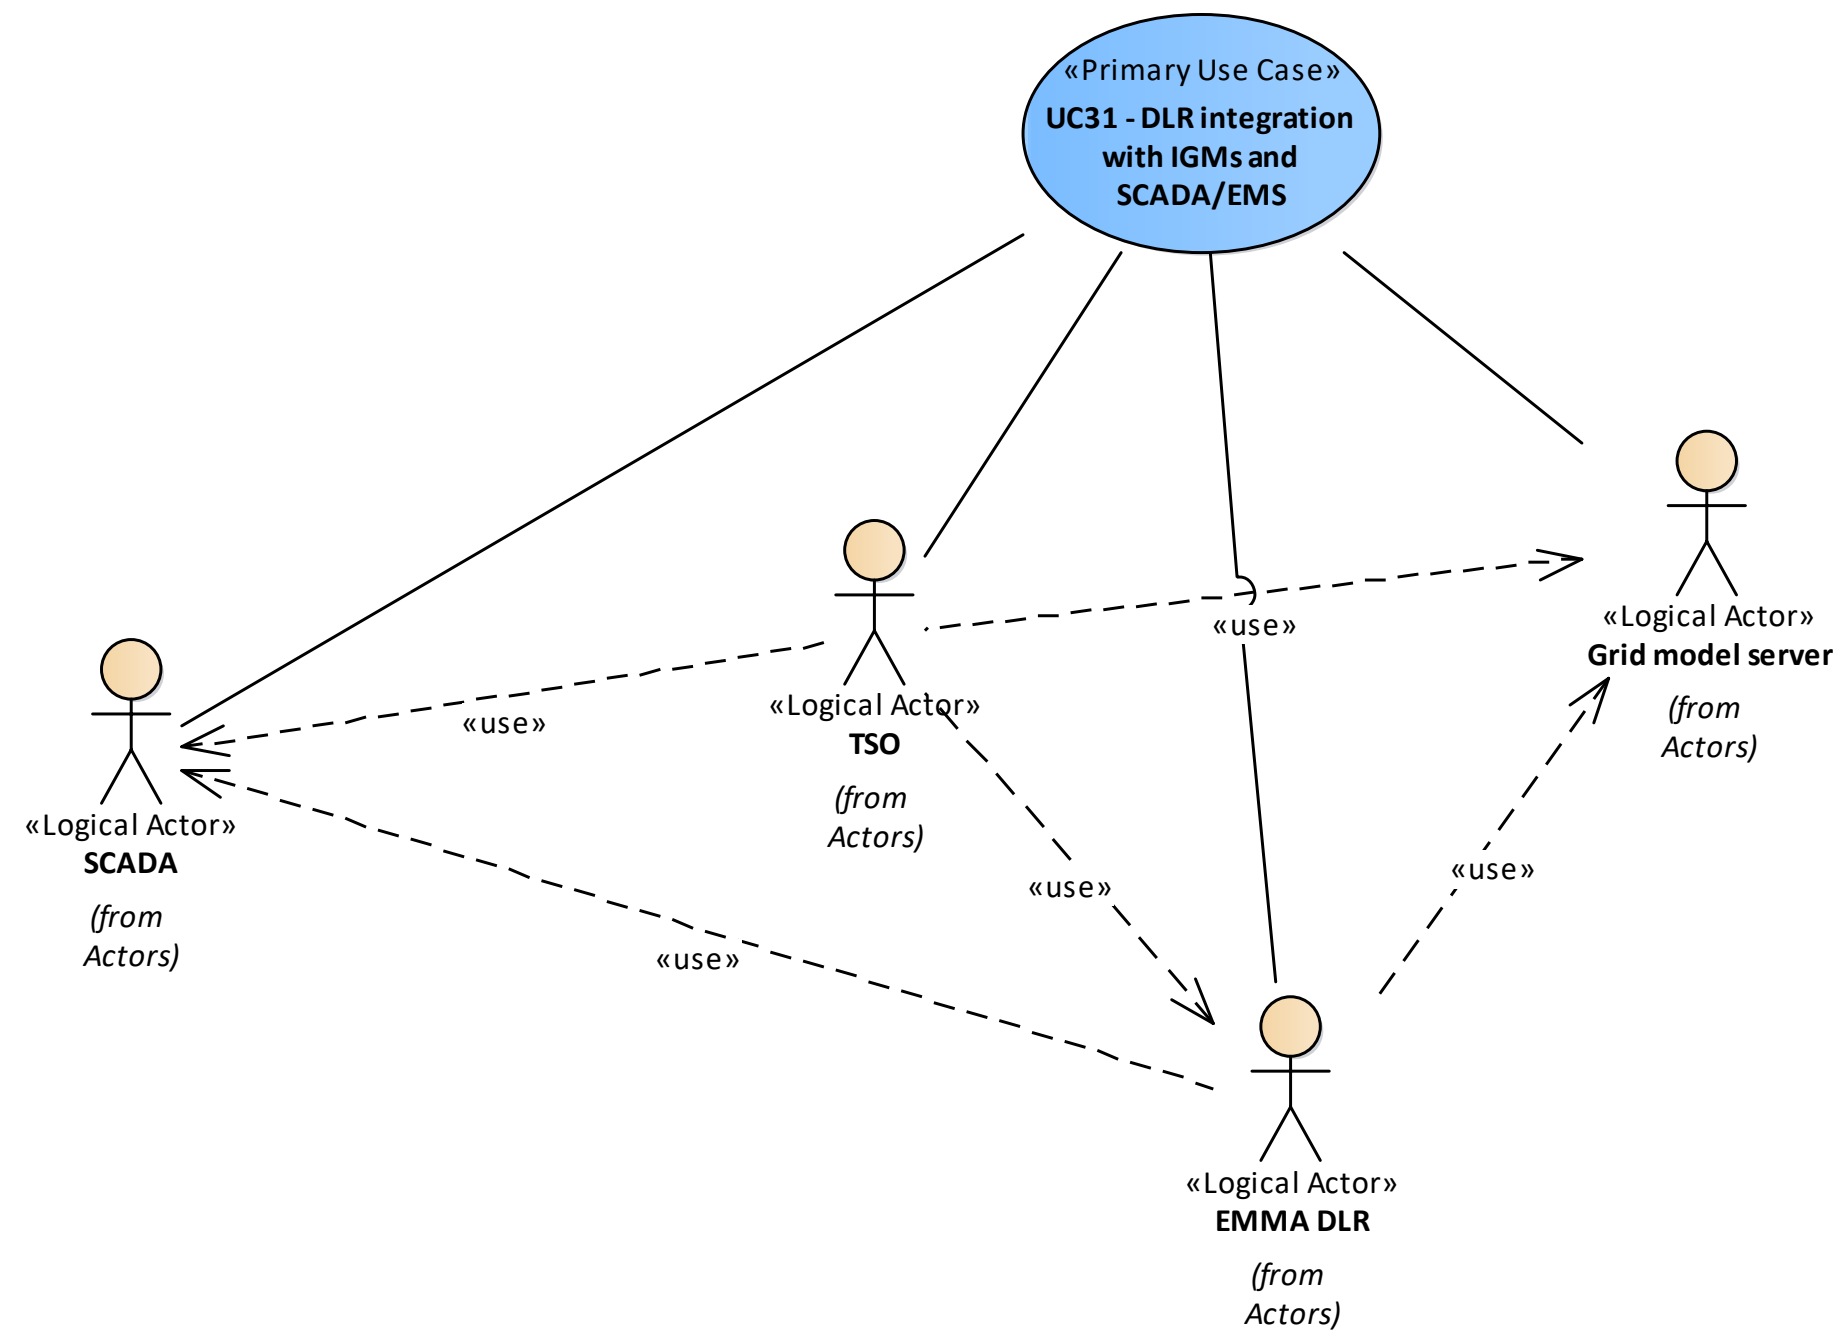 «Primary Use Case»
UC31 - DLR integration
with IGMs and
SCADA/EMS
«Logical Actor»
Grid model server
(from
Actors)
«use»
«Logical Actor»
TSO
(from
Actors)
«use»
«Logical Actor»
SCADA
(from
Actors)
«use»
«use»
«use»
«Logical Actor»
EMMA DLR
(from
Actors)